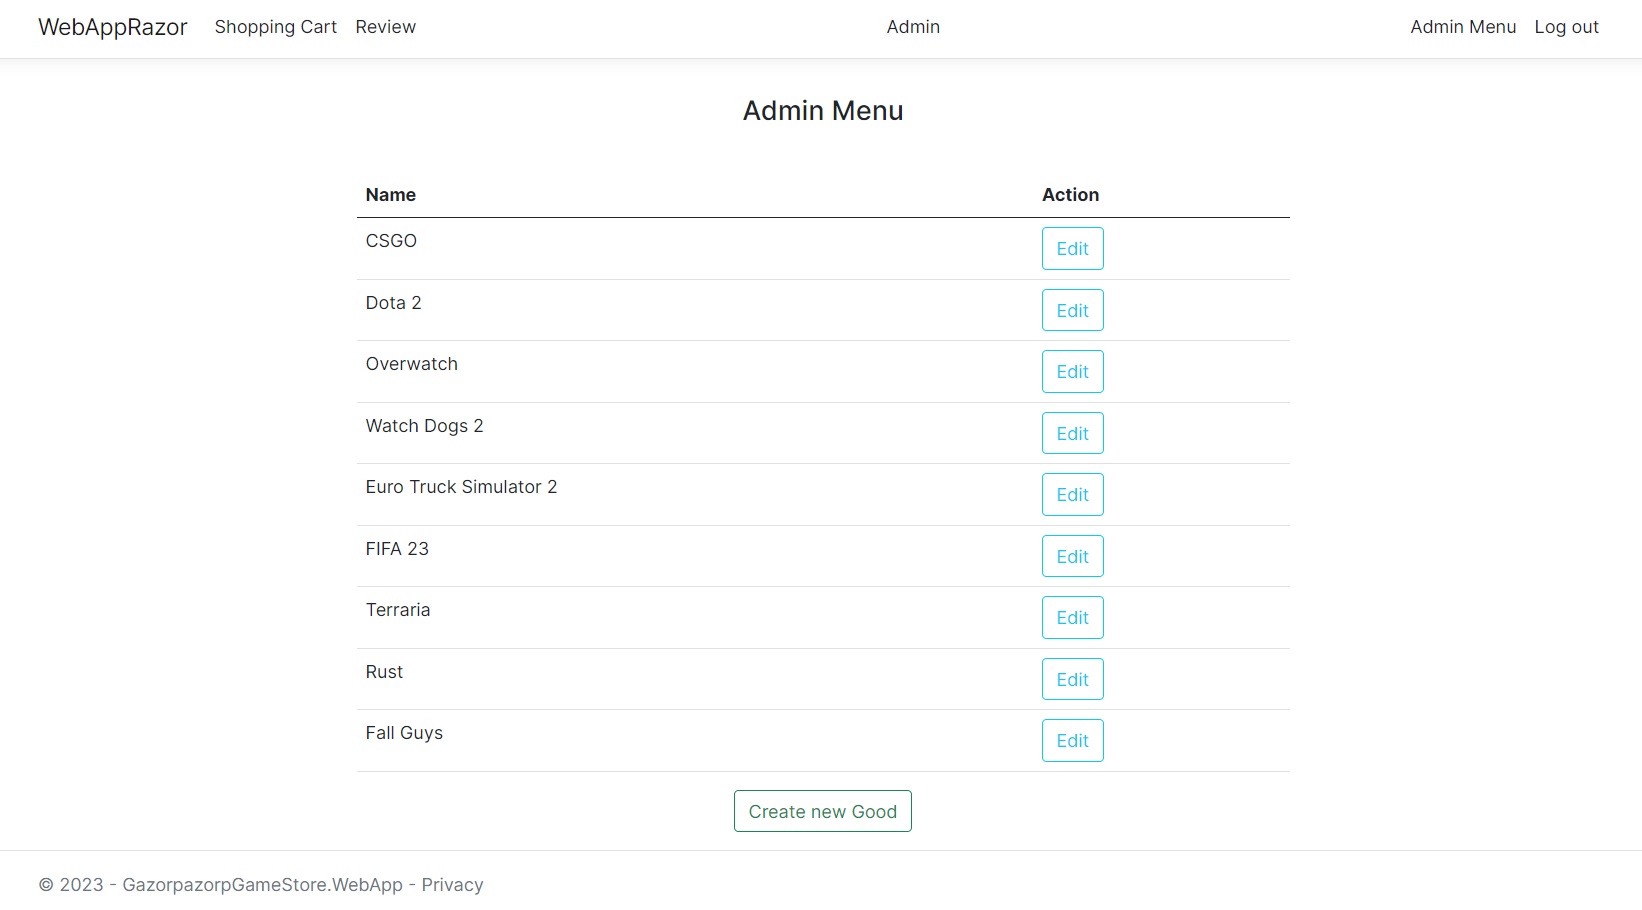 WebAppRazor Shopping Cart Review Admin Admin Menu Log out
Admin Menu
Name Action
CSGO Edit
Dota 2 Edit
Overwatch Edit
Watch Dogs 2 Edit
Euro Truck Simulator 2 Edit
FIFA 23 Edit
Terraria Edit
Rust Edit
Fall Guys Edit
Create new Good
© 2023 - GazorpazorpGameStore.WebApp - Privacy